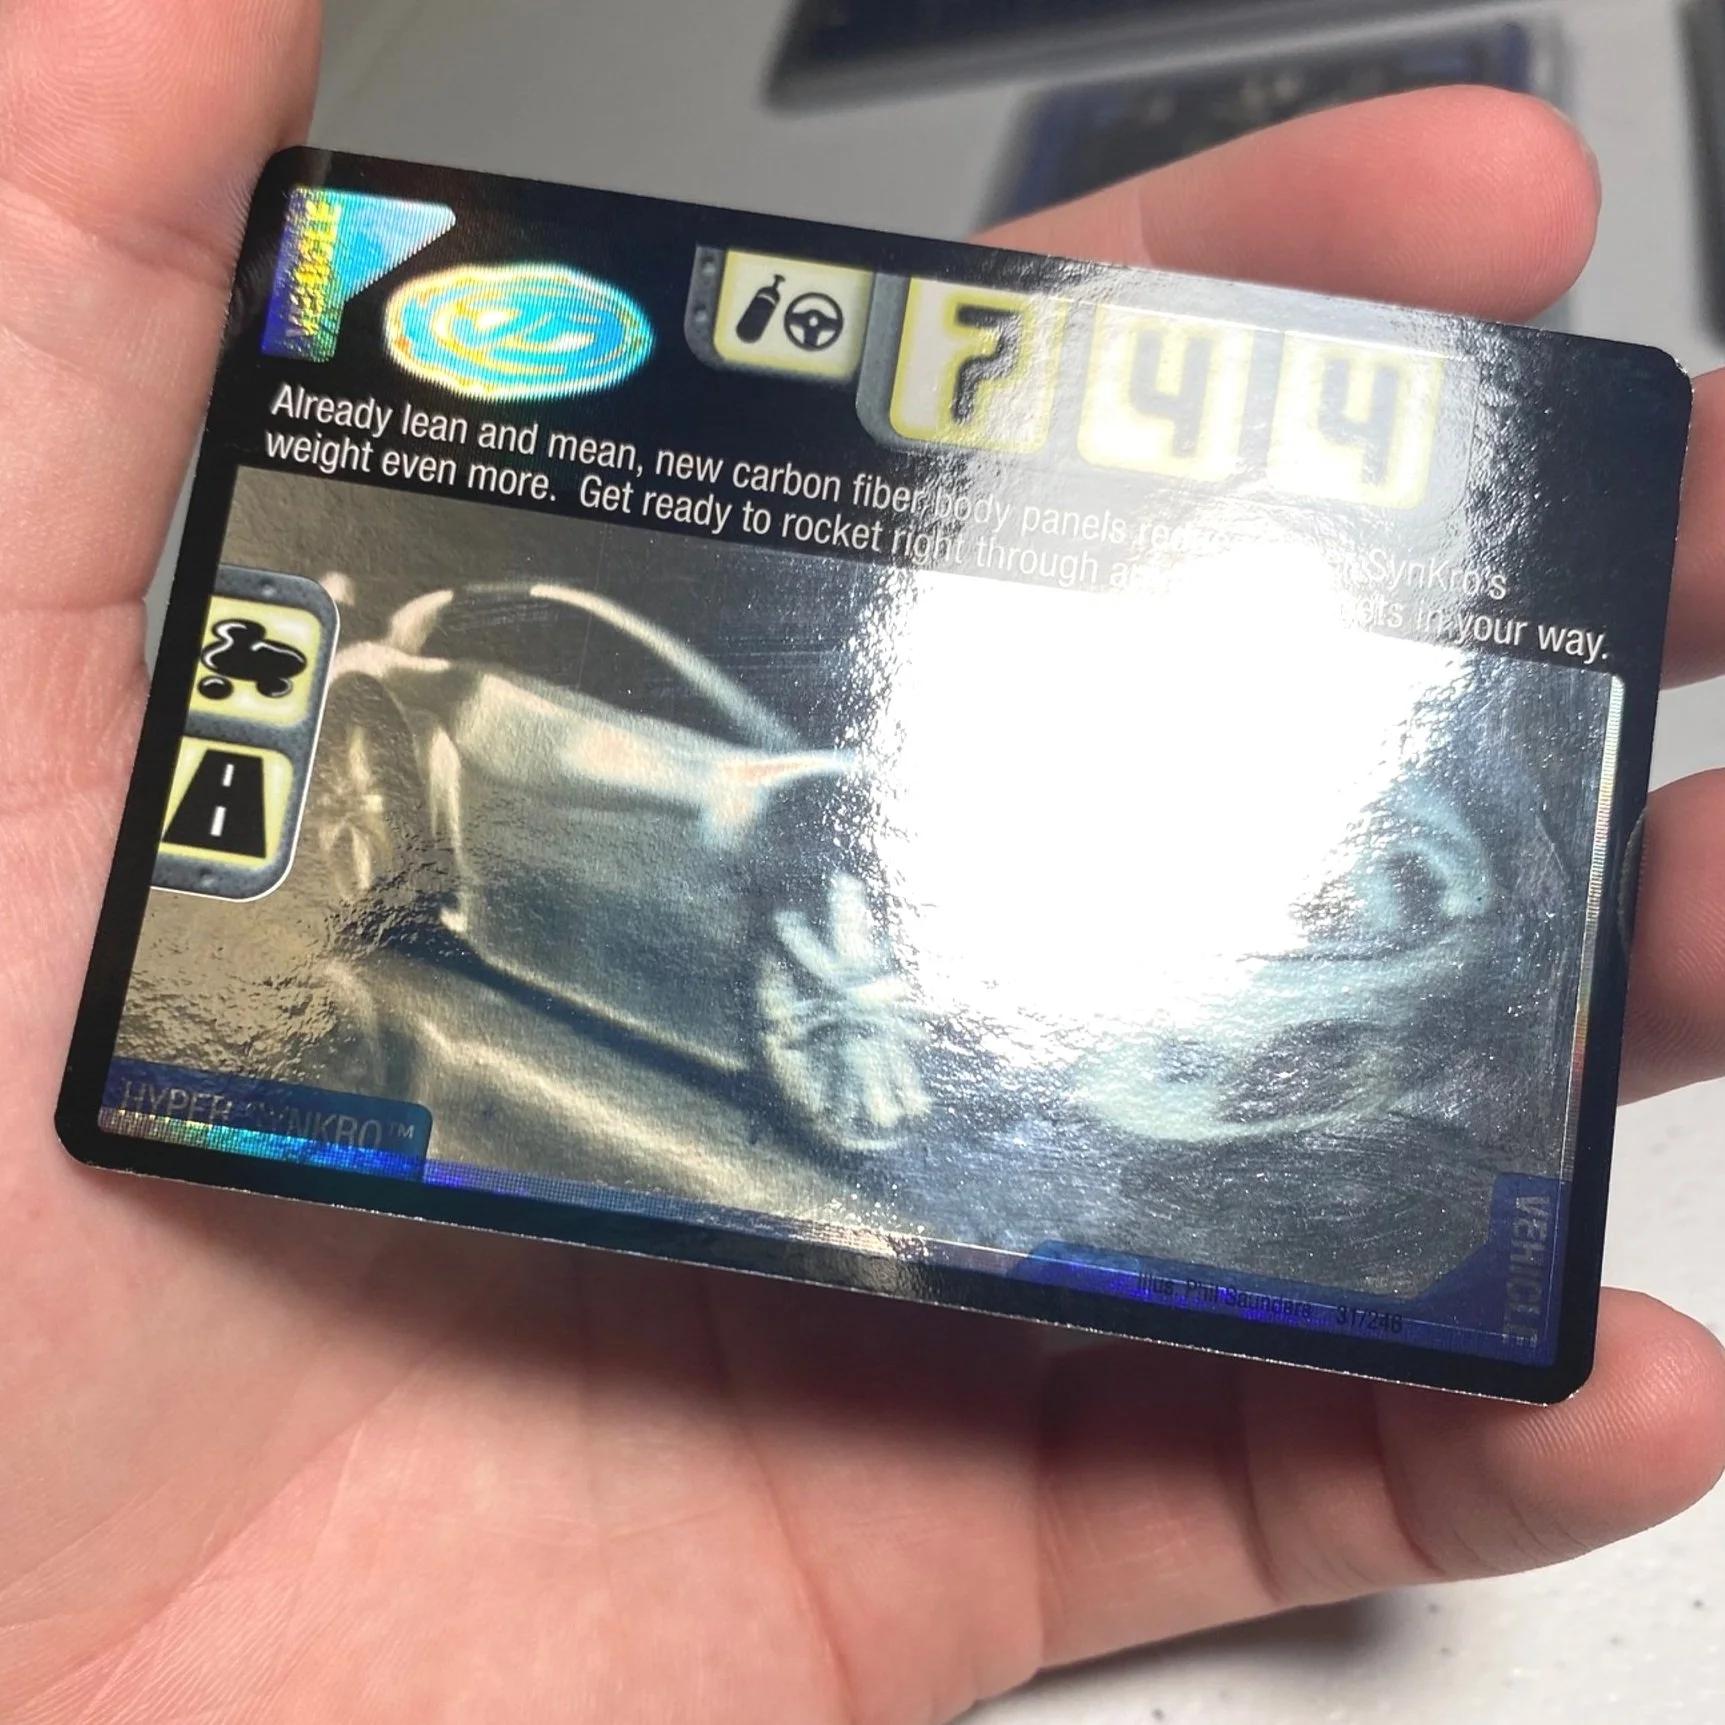 VEHICLE
7 4 4
Already lean and mean, new carbon fiber body panels SynKro's
weight even more. Get ready to rocket right through in your way.
HYPER SYNKRO™
VEHICLE
Illus. Phil Saunders 31/246